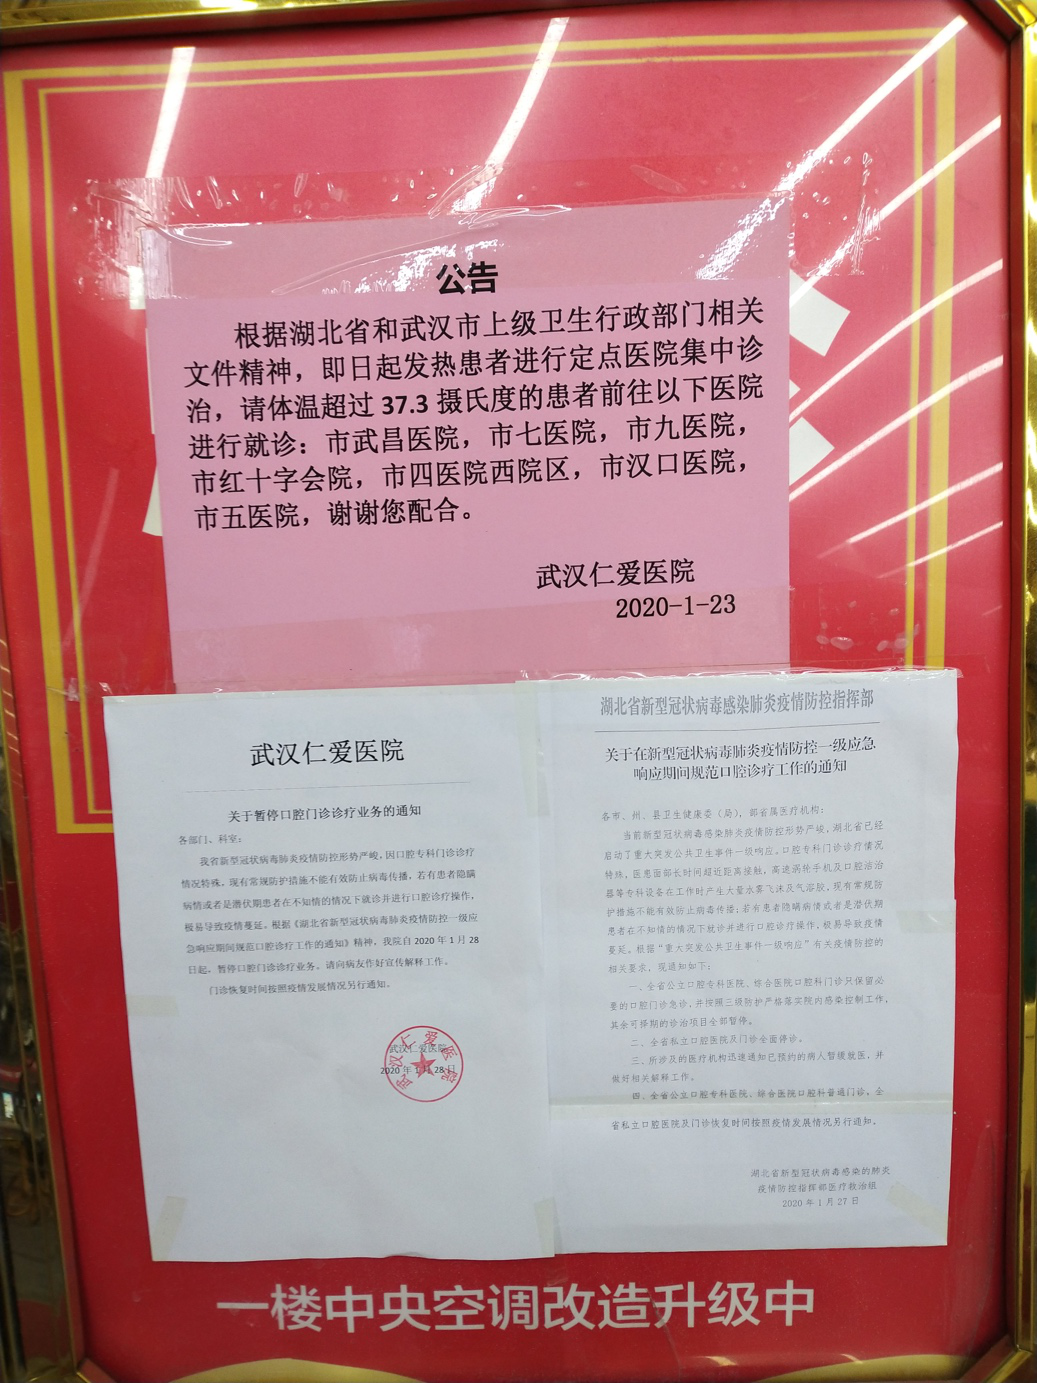 公告
根据湖北省和武汉市上级卫生行政部门相关
文件精神，即日起发热患者进行定点医院集中诊
治，请体温超过 37.3 摄氏度的患者前往以下医院
进行就诊：市武昌医院，市七医院，市九医院，
市红十字会院，市四医院西院区，市汉口医院，
市五医院，谢谢您配合。
武汉仁爱医院
2020-1-23
武汉仁爱医院
关于暂停口腔门诊诊疗业务的通知
各部门、科室：
我省新型冠状病毒肺炎疫情防控形势严峻，因口腔专科门诊诊疗
情况特殊，现有常规防护措施不能有效防止病毒传播，若有患者隐瞒
病情或者是潜伏期患者在不知情的情况下就诊并进行口腔诊疗操作，
极易导致疫情蔓延。根据《湖北省新型冠状病毒肺炎疫情防控一级应
急响应期间规范口腔诊疗工作的通知》精神，我院自 2020 年 1 月 28
日起，暂停口腔门诊诊疗业务。请向病友作好宣传解释工作。
门诊恢复时间按照疫情发展情况另行通知。
武汉仁爱医院
2020 年 1 月 28 日
武汉仁爱医院
湖北省新型冠状病毒感染肺炎疫情防控指挥部
关于在新型冠状病毒肺炎疫情防控一级应急
响应期间规范口腔诊疗工作的通知
各市、州、县卫生健康委（局），部省属医疗机构：
当前新型冠状病毒感染肺炎疫情防控形势严峻，湖北省已经
启动了重大突发公共卫生事件一级响应。口腔专科门诊诊疗情况
特殊，医患面部长时间超近距离接触，高速涡轮手机及口腔洁治
器等专科设备在工作时产生大量水雾飞沫及气溶胶，现有常规防
护措施不能有效防止病毒传播；若有患者隐瞒病情或者是潜伏期
患者在不知情的情况下就诊并进行口腔诊疗操作，极易导致疫情
蔓延。根据“重大突发公共卫生事件一级响应”有关疫情防控的
相关要求，现通知如下：
一、全省公立口腔专科医院、综合医院口腔科门诊只保留必
要的口腔门诊急诊，并按照三级防护严格落实院内感染控制工作，
其余可择期的诊治项目全部暂停。
二、全省私立口腔医院及门诊全面停诊。
三、所涉及的医疗机构迅速通知已预约的病人暂缓就医，并
做好相关解释工作。
四、全省公立口腔专科医院、综合医院口腔科普通门诊，全
省私立口腔医院及门诊恢复时间按照疫情发展情况另行通知。
湖北省新型冠状病毒感染的肺炎
疫情防控指挥部医疗救治组
2020 年 1 月 27 日
一楼中央空调改造升级中